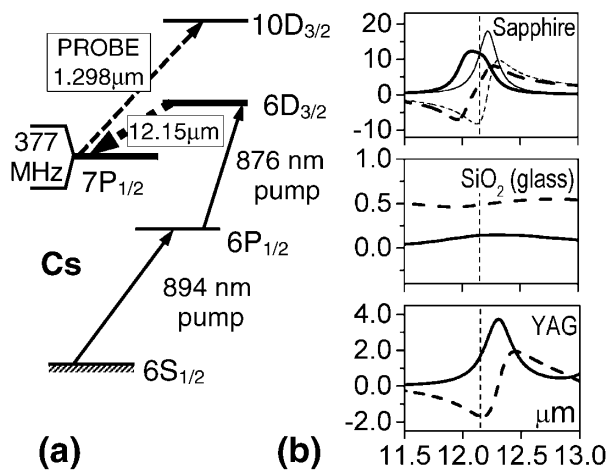 PROBE
1.298µm
10D3/2
6D3/2
12.15µm
377
MHz
7P1/2
876 nm
pump
6P1/2
Cs
894 nm
pump
6S1/2
(a)
Sapphire
20
10
0
-10
SiO2 (glass)
1.0
0.5
0.0
YAG
4.0
2.0
0.0
-2.0
µm
11.5 12.0 12.5 13.0
(b)